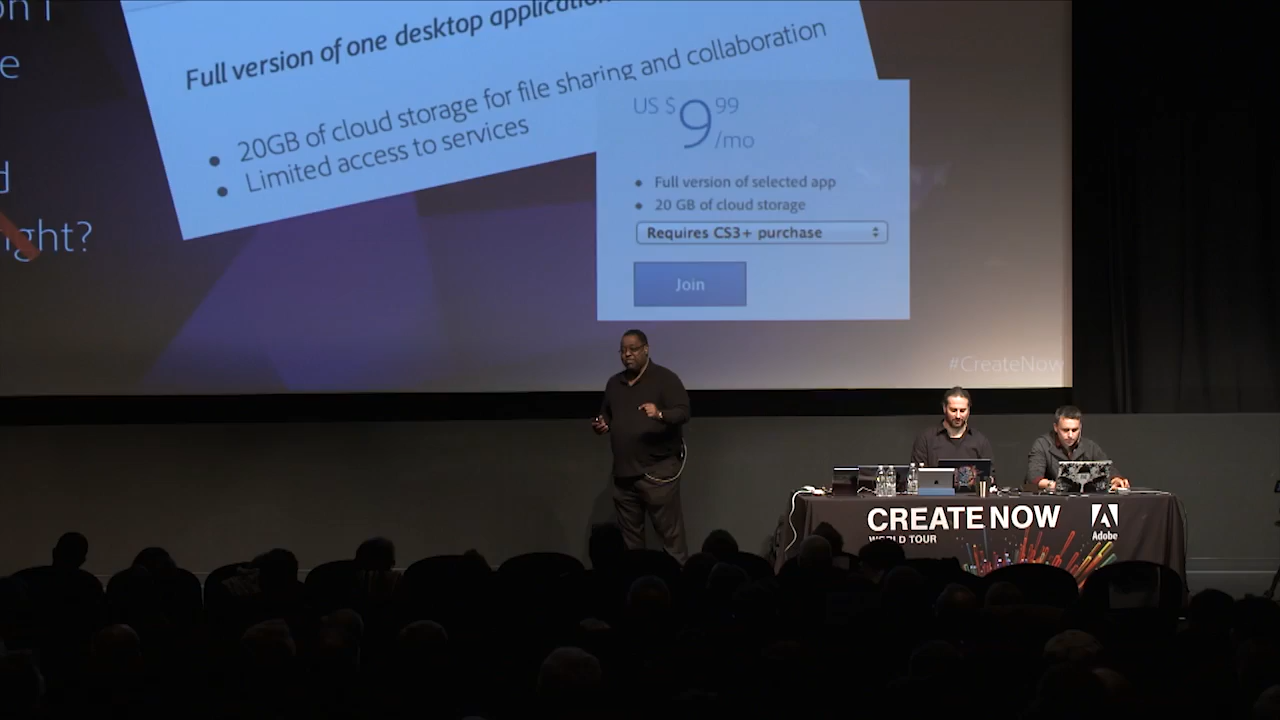 Full version of one desktop application
20GB of cloud storage for file sharing and collaboration
Limited access to services
ght?
US $9 99
/mo
Full version of selected app
20 GB of cloud storage
Requires CS3+ purchase
Join
#CreateNow
CREATE NOW
WORLD TOUR
Adobe